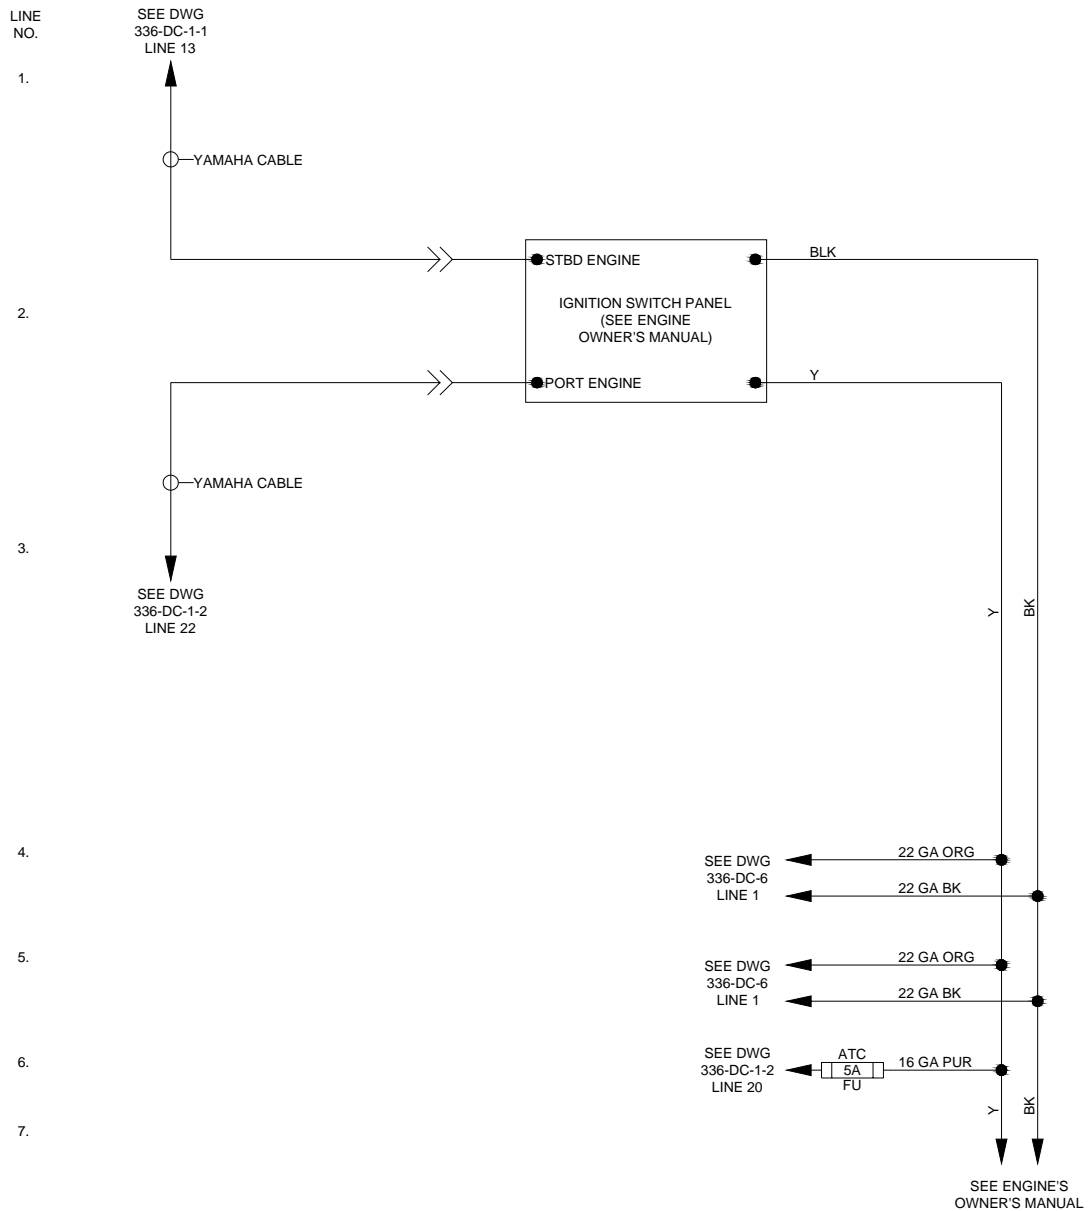 LINE
NO.
SEE DWG
336-DC-1-1
LINE 13
1.
YAMAHA CABLE
STBD ENGINE
BLK
2.
IGNITION SWITCH PANEL
(SEE ENGINE
OWNER'S MANUAL)
PORT ENGINE
Y
YAMAHA CABLE
3.
SEE DWG
336-DC-1-2
LINE 22
Y
BK
4.
SEE DWG
336-DC-6
LINE 1
22 GA ORG
22 GA BK
5.
SEE DWG
336-DC-6
LINE 1
22 GA ORG
22 GA BK
6.
SEE DWG
336-DC-1-2
LINE 20
ATC
5A
FU
16 GA PUR
Y
BK
7.
SEE ENGINE'S
OWNER'S MANUAL